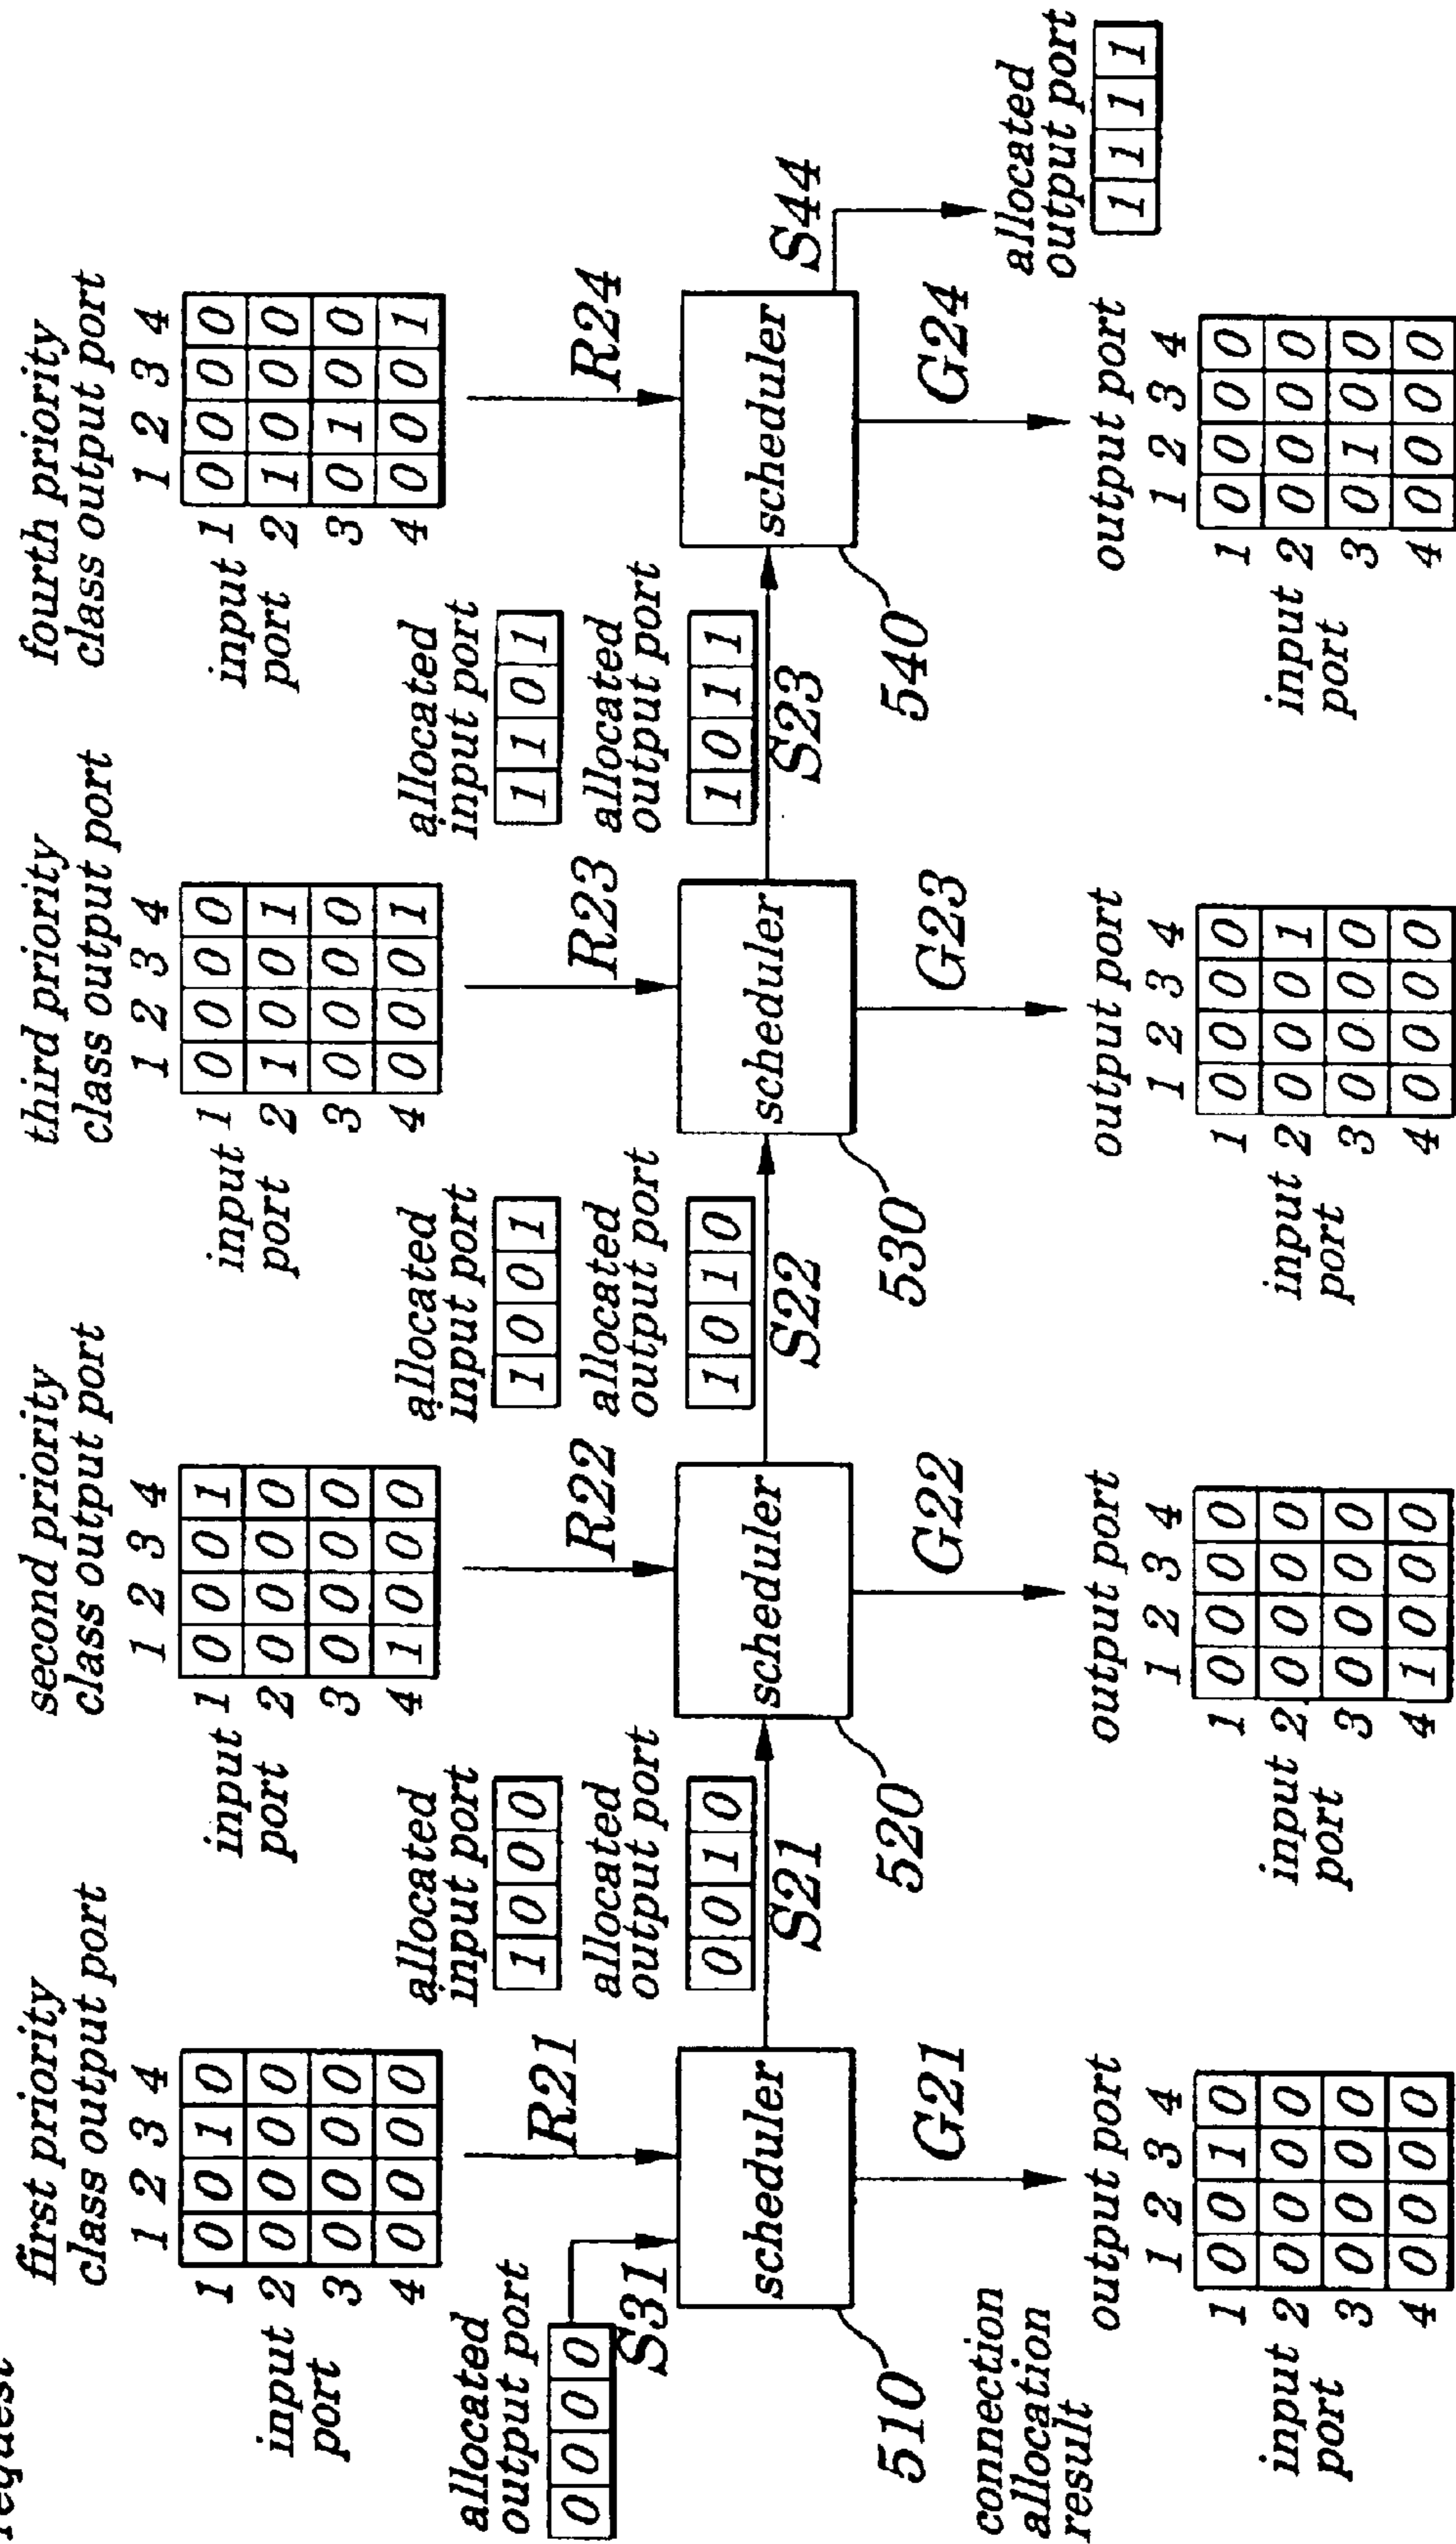 request
first priority
class output port
1 2 3 4
input
port
1 0 0 1 0
2 0 0 0 0
3 0 0 0 0
4 0 0 0 0
second priority
class output port
1 2 3 4
input
port
1 0 0 0 1
2 0 0 0 0
3 0 0 0 0
4 1 0 0 0
third priority
class output port
1 2 3 4
input
port
1 0 0 0 0
2 1 0 0 1
3 0 0 0 0
4 0 0 0 1
fourth priority
class output port
1 2 3 4
input
port
1 0 0 0 0
2 1 0 0 0
3 0 1 0 0
4 0 0 0 1
allocated
output port
0 0 0 0
S31
R21
allocated
input port
1 0 0 0
allocated
output port
0 0 1 0
S21
R22
allocated
input port
1 0 0 1
allocated
output port
1 0 1 0
S22
R23
allocated
input port
1 1 0 1
allocated
output port
1 0 1 1
S23
R24
scheduler
510
scheduler
520
scheduler
530
scheduler
540
S44
allocated
output port
1 1 1 1
connection
allocation
result
G21
output port
1 2 3 4
input
port
1 0 0 1 0
2 0 0 0 0
3 0 0 0 0
4 0 0 0 0
G22
output port
1 2 3 4
input
port
1 0 0 0 0
2 0 0 0 0
3 0 0 0 0
4 1 0 0 0
G23
output port
1 2 3 4
input
port
1 0 0 0 0
2 0 0 0 1
3 0 0 0 0
4 0 0 0 0
G24
output port
1 2 3 4
input
port
1 0 0 0 0
2 0 0 0 0
3 0 1 0 0
4 0 0 0 0